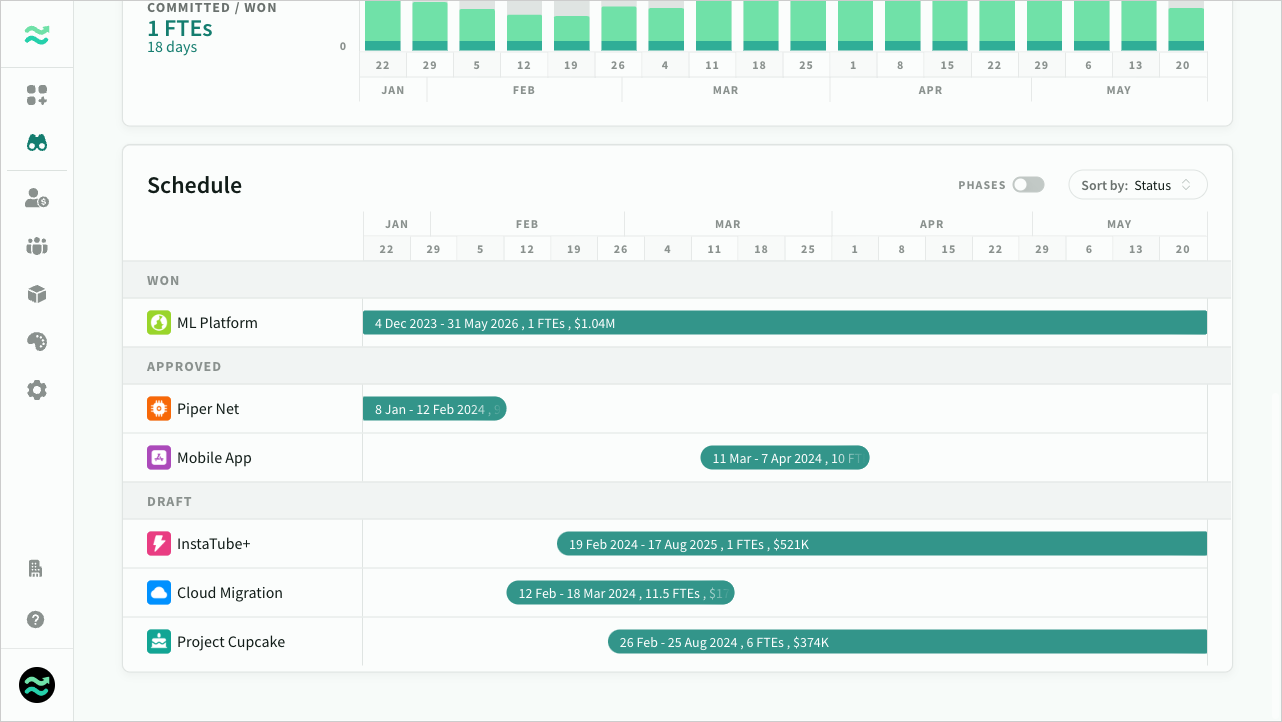 COMMITTED / WON
1 FTEs
18 days
0
22 29 5 12 19 26 4 11 18 25 1 8 15 22 29 6 13 20
JAN FEB MAR APR MAY
Schedule
PHASES
Sort by: Status
JAN FEB MAR APR MAY
22 29 5 12 19 26 4 11 18 25 1 8 15 22 29 6 13 20
WON
ML Platform
4 Dec 2023 - 31 May 2026 , 1 FTEs , $1.04M
APPROVED
Piper Net
8 Jan - 12 Feb 2024 ,
Mobile App
11 Mar - 7 Apr 2024 , 10 FT
DRAFT
InstaTube+
19 Feb 2024 - 17 Aug 2025 , 1 FTEs , $521K
Cloud Migration
12 Feb - 18 Mar 2024 , 11.5 FTEs , $17
Project Cupcake
26 Feb - 25 Aug 2024 , 6 FTEs , $374K